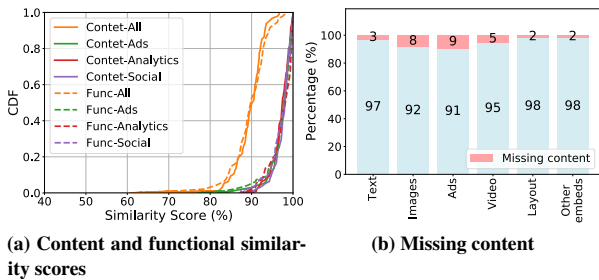 CDF
1.0
0.8
0.6
0.4
0.2
0.0
Contet-All
Contet-Ads
Contet-Analytics
Contet-Social
Func-All
Func-Ads
Func-Analytics
Func-Social
40 50 60 70 80 90 100
Similarity Score (%)
(a) Content and functional similar-
ity scores
Percentage (%)
100
80
60
40
20
0
3 8 9 5 2 2
97 92 91 95 98 98
Missing content
Text
Images
Ads
Video
Layout
Other
embeds
(b) Missing content